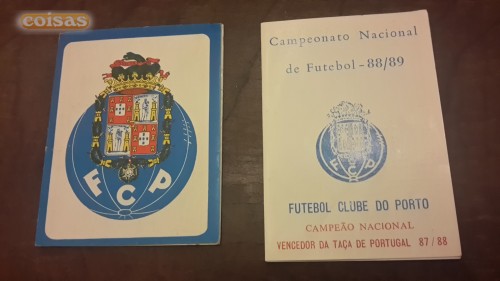 coisas
FCP
Campeonato Nacional
de Futebol - 88/89
FCP
FUTEBOL CLUBE DO PORTO
CAMPEÃO NACIONAL
VENCEDOR DA TAÇA DE PORTUGAL 87/88